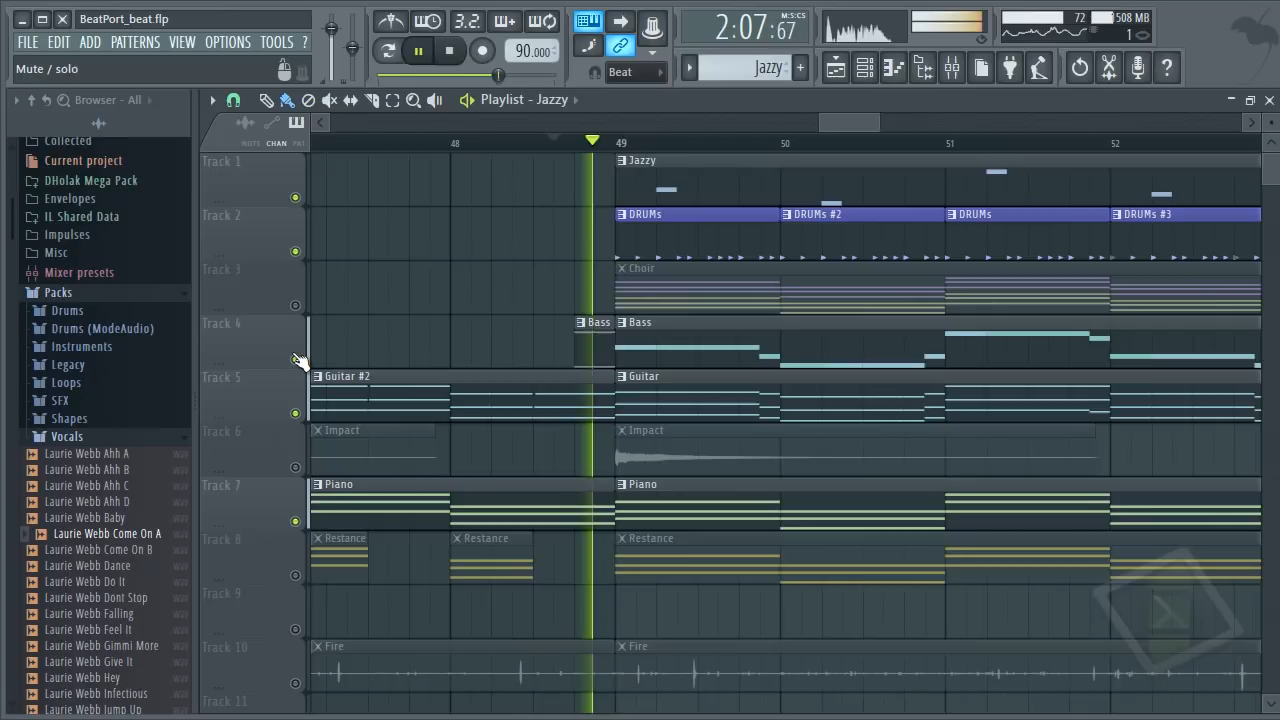 BeatPort_beat.flp
FILE EDIT ADD PATTERNS VIEW OPTIONS TOOLS ?
Mute / solo
3.2.
90.000
Beat
2:07:67
M:S:CS
Jazzy
72
508 MB
1
Browser - All
Playlist - Jazzy
NOTE CHAN PAT
48 49 50 51 52
Collected
Current project
DHolak Mega Pack
Envelopes
IL Shared Data
Impulses
Misc
Mixer presets
Packs
Drums
Drums (ModeAudio)
Instruments
Legacy
Loops
SFX
Shapes
Vocals
Laurie Webb Ahh A
Laurie Webb Ahh B
Laurie Webb Ahh C
Laurie Webb Ahh D
Laurie Webb Baby
Laurie Webb Come On A
Laurie Webb Come On B
Laurie Webb Dance
Laurie Webb Do It
Laurie Webb Dont Stop
Laurie Webb Falling
Laurie Webb Feel It
Laurie Webb Gimmi More
Laurie Webb Give It
Laurie Webb Hey
Laurie Webb Infectious
Laurie Webb Jump Up
Track 1
Jazzy
Track 2
DRUMs DRUMs #2 DRUMs DRUMs #3
Track 3
Choir
Track 4
Bass Bass
Track 5
Guitar #2 Guitar
Track 6
Impact Impact
Track 7
Piano Piano
Track 8
Restance Restance Restance
Track 9
Track 10
Fire Fire
Track 11